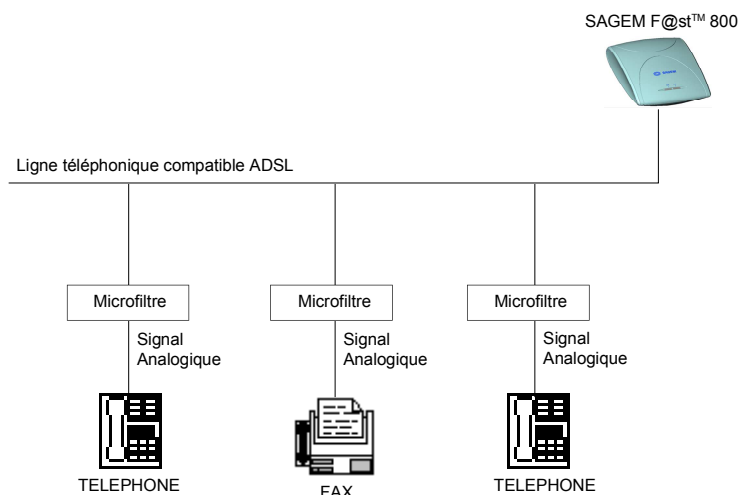 SAGEM F@st™ 800
Ligne téléphonique compatible ADSL
Microfiltre
Microfiltre
Microfiltre
Signal
Analogique
Signal
Analogique
Signal
Analogique
TELEPHONE
FAX
TELEPHONE